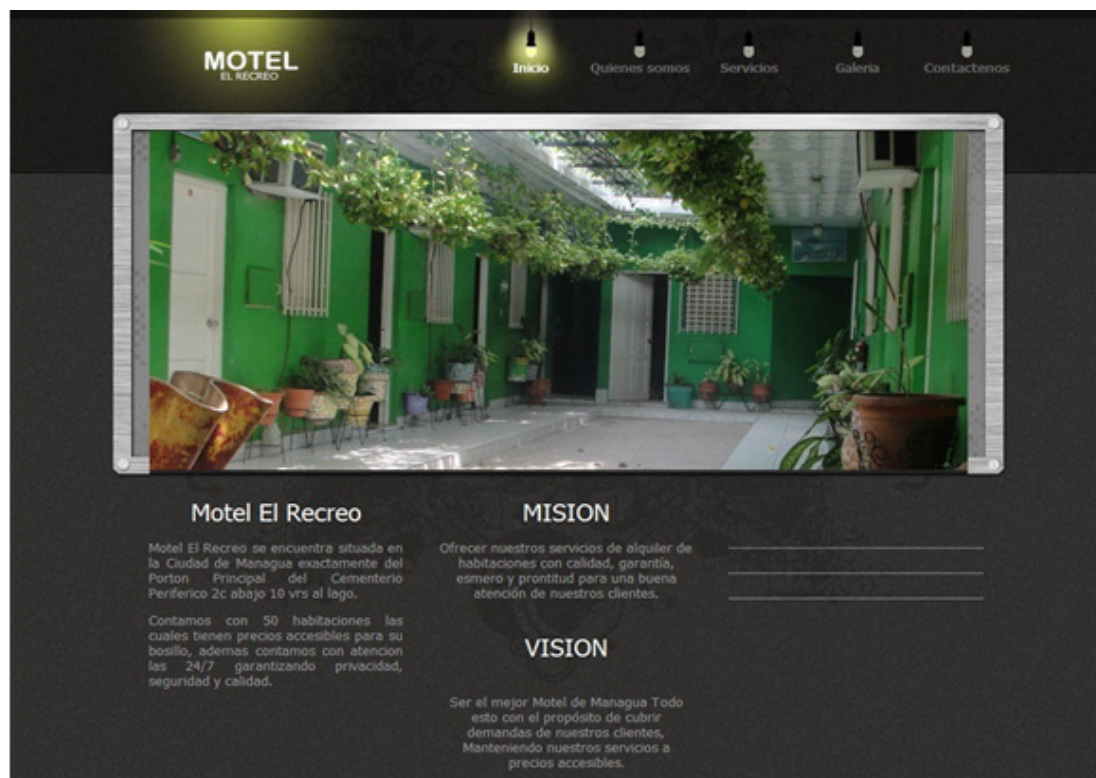 MOTEL
EL RECREO
Inicio
Quienes somos
Servicios
Galeria
Contactenos
Motel El Recreo
Motel El Recreo se encuentra situada en
la Ciudad de Managua exactamente del
Porton Principal del Cementerio
Periferico 2c abajo 10 vrs al lago.
Contamos con 50 habitaciones las
cuales tienen precios accesibles para su
bosillo, ademas contamos con atencion
las 24/7 garantizando privacidad,
seguridad y calidad.
MISION
Ofrecer nuestros servicios de alquiler de
habitaciones con calidad, garantía,
esmero y prontitud para una buena
atención de nuestros clientes.
VISION
Ser el mejor Motel de Managua Todo
esto con el propósito de cubrir
demandas de nuestros clientes,
Manteniendo nuestros servicios a
precios accesibles.